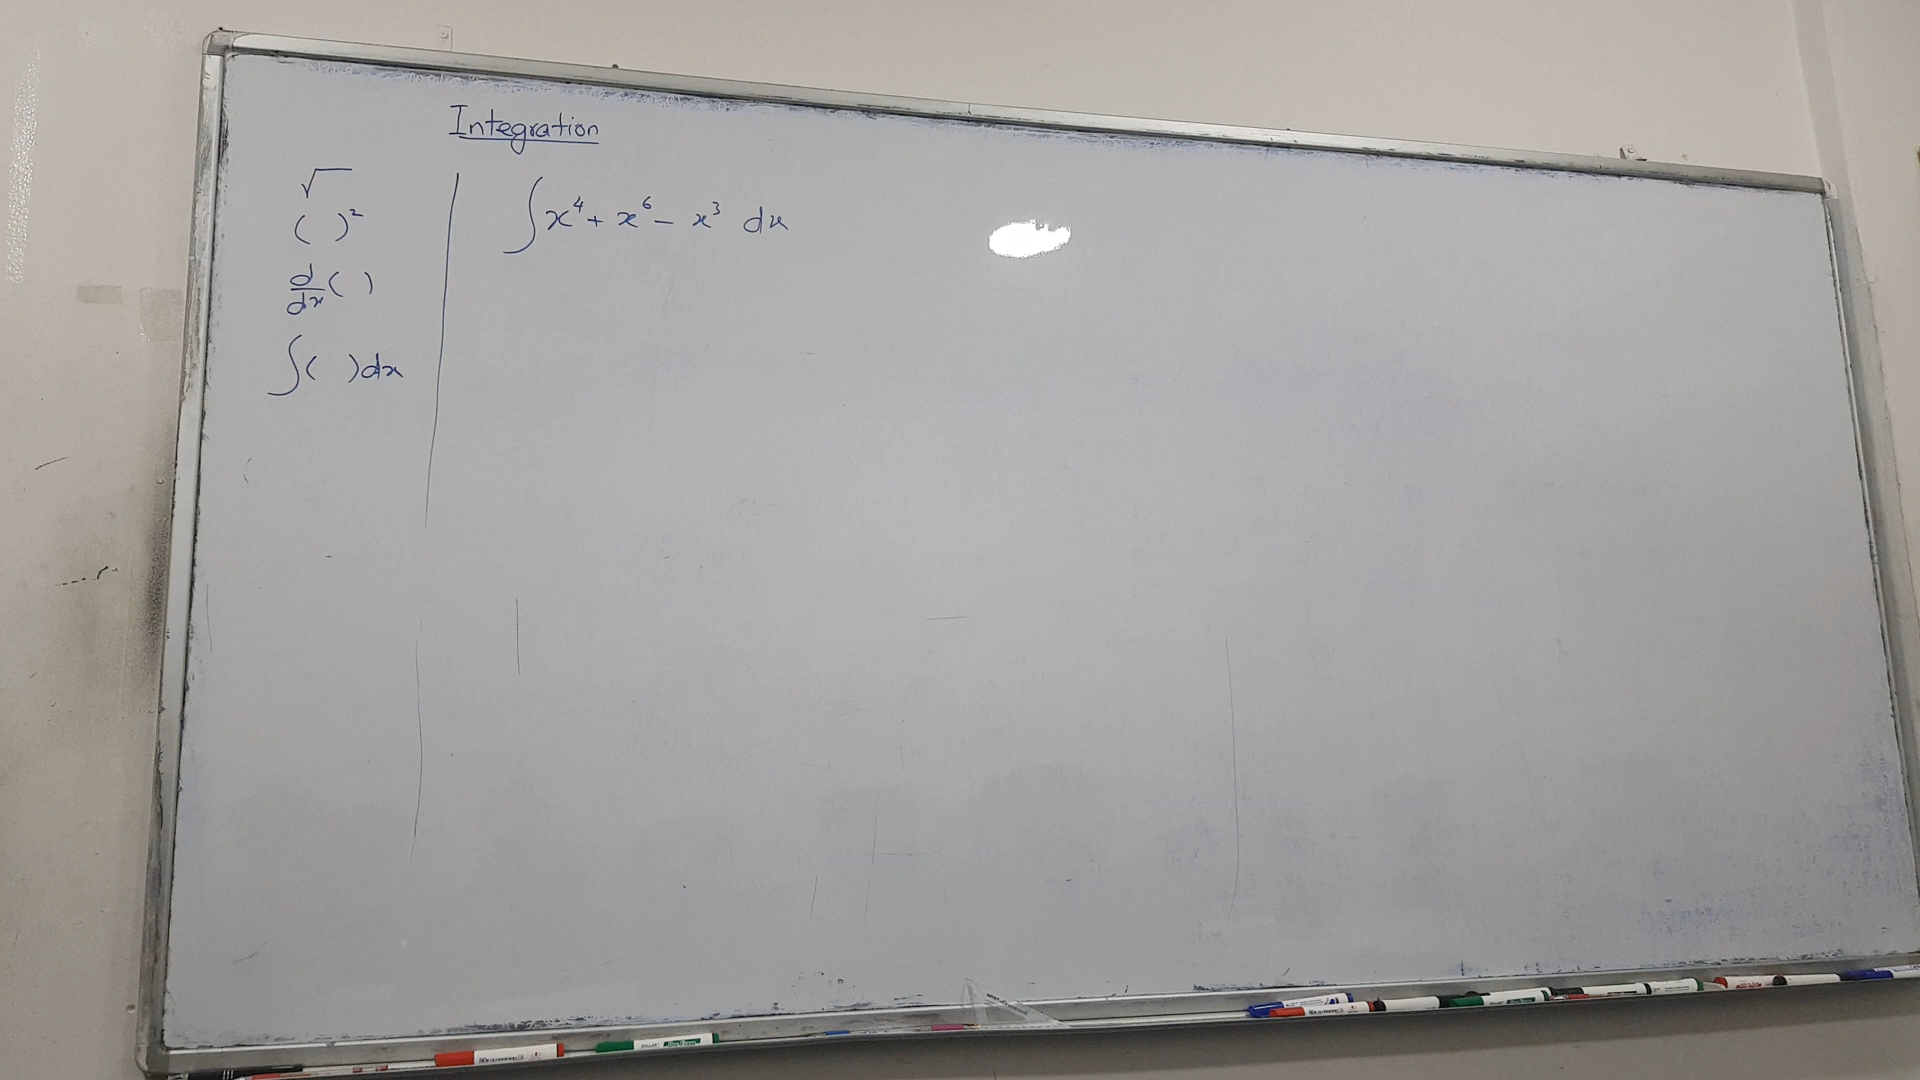 Integration
√
( )²
d/dx ( )
∫( )dx
∫x⁴ + x⁶ - x³ dx